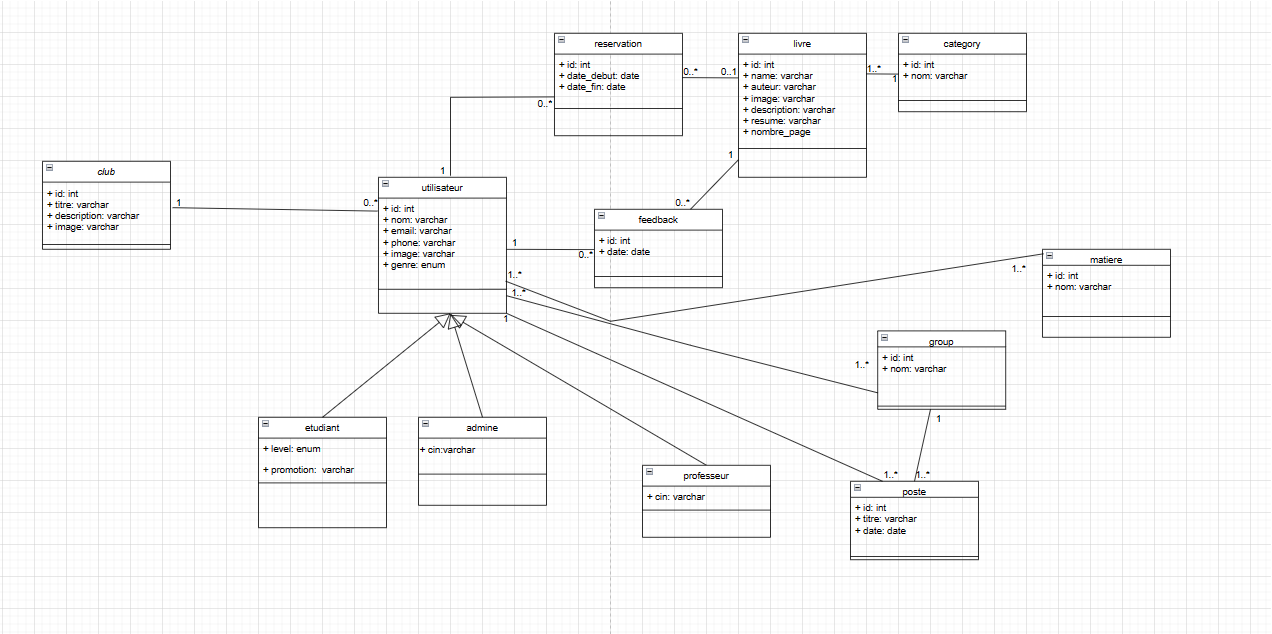 reservation
+ id: int
+ date_debut: date
+ date_fin: date
0..*
0..1
0..*
livre
+ id: int
+ name: varchar
+ auteur: varchar
+ image: varchar
+ description: varchar
+ resume: varchar
+ nombre_page
1..*
1
1
category
+ id: int
+ nom: varchar
club
+ id: int
+ titre: varchar
+ description: varchar
+ image: varchar
1
0..*
1
utilisateur
+ id: int
+ nom: varchar
+ email: varchar
+ phone: varchar
+ image: varchar
+ genre: enum
1
0..*
1..*
1..*
1
feedback
+ id: int
+ date: date
0..*
matiere
+ id: int
+ nom: varchar
1..*
group
+ id: int
+ nom: varchar
1..*
1
etudiant
+ level: enum
+ promotion: varchar
admine
+ cin:varchar
professeur
+ cin: varchar
1..*
1..*
poste
+ id: int
+ titre: varchar
+ date: date